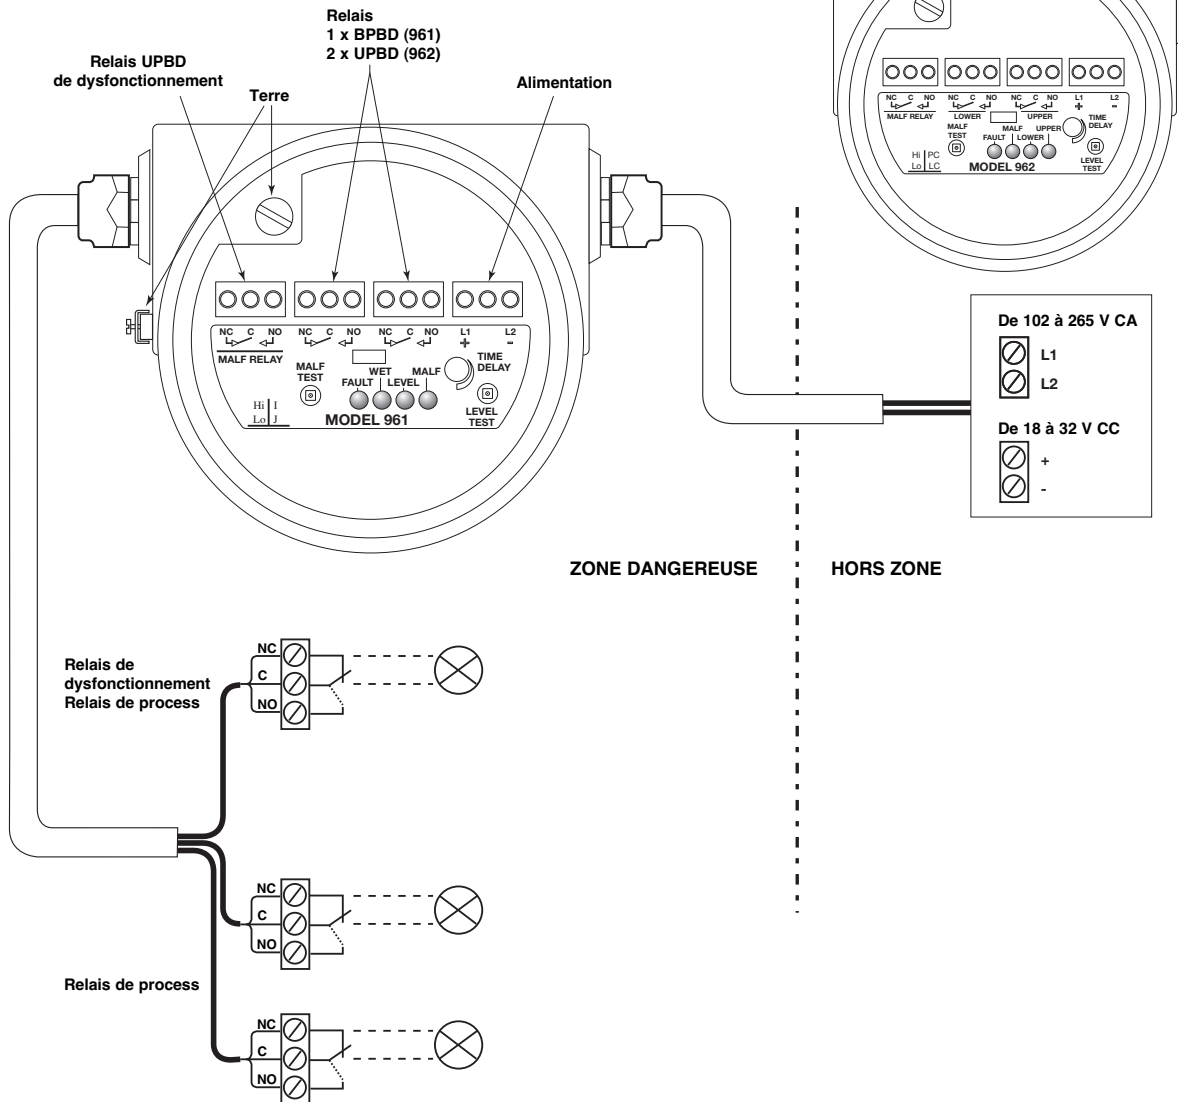 Relais
1 x BPBD (961)
2 x UPBD (962)
Relais UPBD
de dysfonctionnement
Terre
Alimentation
NC C NO
MALF RELAY
NC C NO
NC C NO
L1 L2
+ -
MALF
TEST
FAULT
WET
LEVEL
MALF
TIME
DELAY
LEVEL
TEST
Hi I
Lo J
MODEL 961
NC C NO
MALF RELAY
NC C NO
LOWER
NC C NO
UPPER
L1 L2
+ -
MALF
TEST
FAULT
MALF
LOWER
UPPER
TIME
DELAY
LEVEL
TEST
Hi PC
Lo LC
MODEL 962
De 102 à 265 V CA
L1
L2
De 18 à 32 V CC
+
-
ZONE DANGEREUSE
HORS ZONE
Relais de
dysfonctionnement
Relais de process
NC
C
NO
NC
C
NO
Relais de process
NC
C
NO